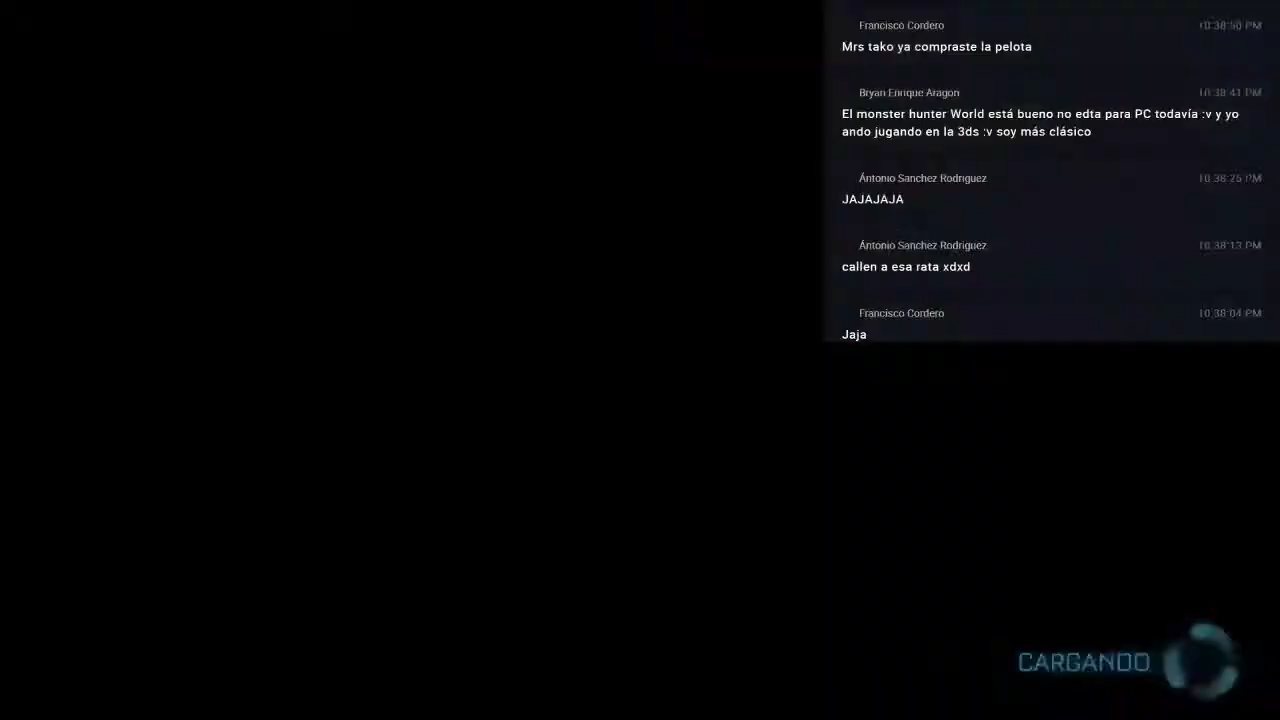 Francisco Cordero 10:38:50 PM
Mrs tako ya compraste la pelota
Bryan Enrique Aragon 10:38:41 PM
El monster hunter World está bueno no edta para PC todavía :v y yo
ando jugando en la 3ds :v soy más clásico
Ántonio Sanchez Rodriguez 10:38:25 PM
JAJAJAJA
Ántonio Sanchez Rodriguez 10:38:13 PM
callen a esa rata xdxd
Francisco Cordero 10:38:04 PM
Jaja
CARGANDO